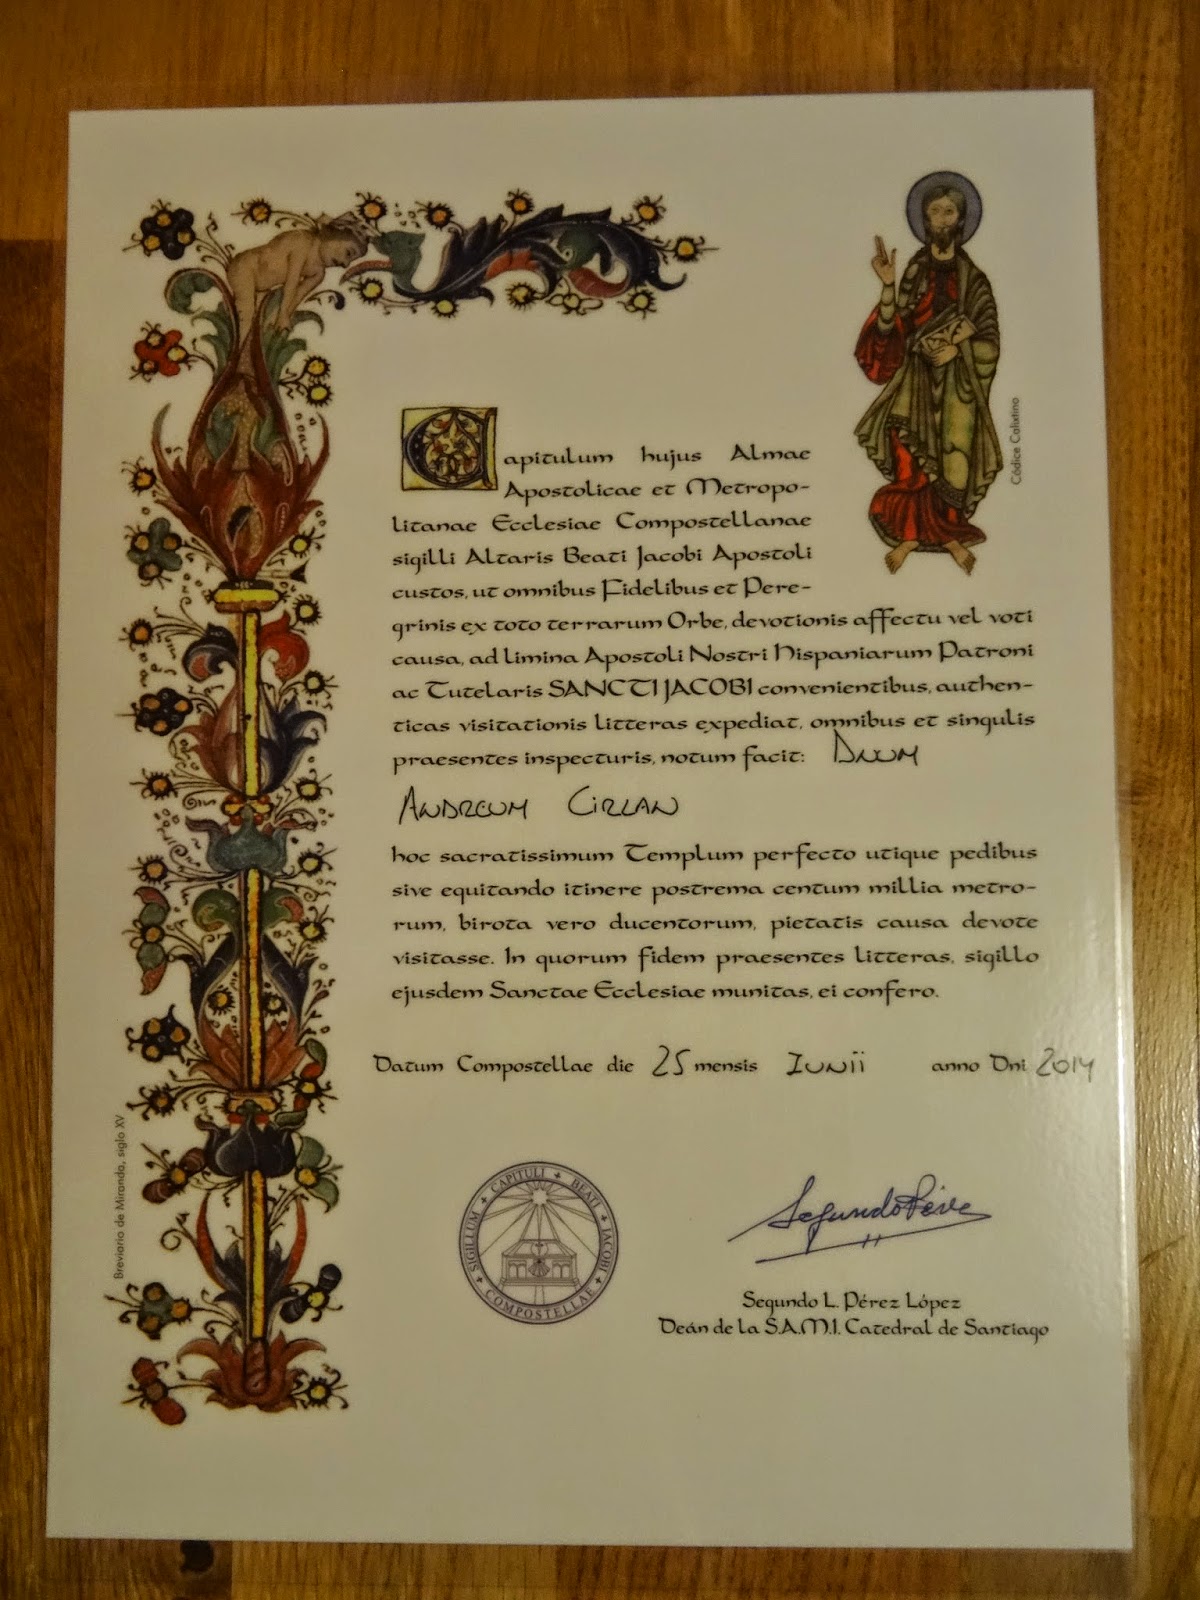 Capitulum hujus Almae
Apostolicae et Metropo-
litanae Ecclesiae Compostellanae
sigilli Altaris Beati Jacobi Apostoli
custos, ut omnibus Fidelibus et Pere-
grinis ex toto terrarum Orbe, devotionis affectu vel voti
causa, ad limina Apostoli Nostri Hispaniarum Patroni
ac Tutelaris SANCTI JACOBI convenientibus, authen-
ticas visitationis litteras expediat, omnibus et singulis
praesentes inspecturis, notum facit: Dnum
Andreum Cirlan
hoc sacratissimum Templum perfecto utique pedibus
sive equitando itinere postrema centum millia metro-
rum, birota vero ducentorum, pietatis causa devote
visitasse. In quorum fidem praesentes litteras, sigillo
ejusdem Sanctae Ecclesiae munitas, ei confero.
Datum Compostellae die 25 mensis Iunii anno Dni 2014
SIGILLUM + CAPITULI + BEATI + IACOBI + COMPOSTELLAE +
Segundo Pérez
Segundo L. Pérez López
Deán de la S.A.M.I. Catedral de Santiago
Códice Calixtino
Breviario de Miranda, siglo XV